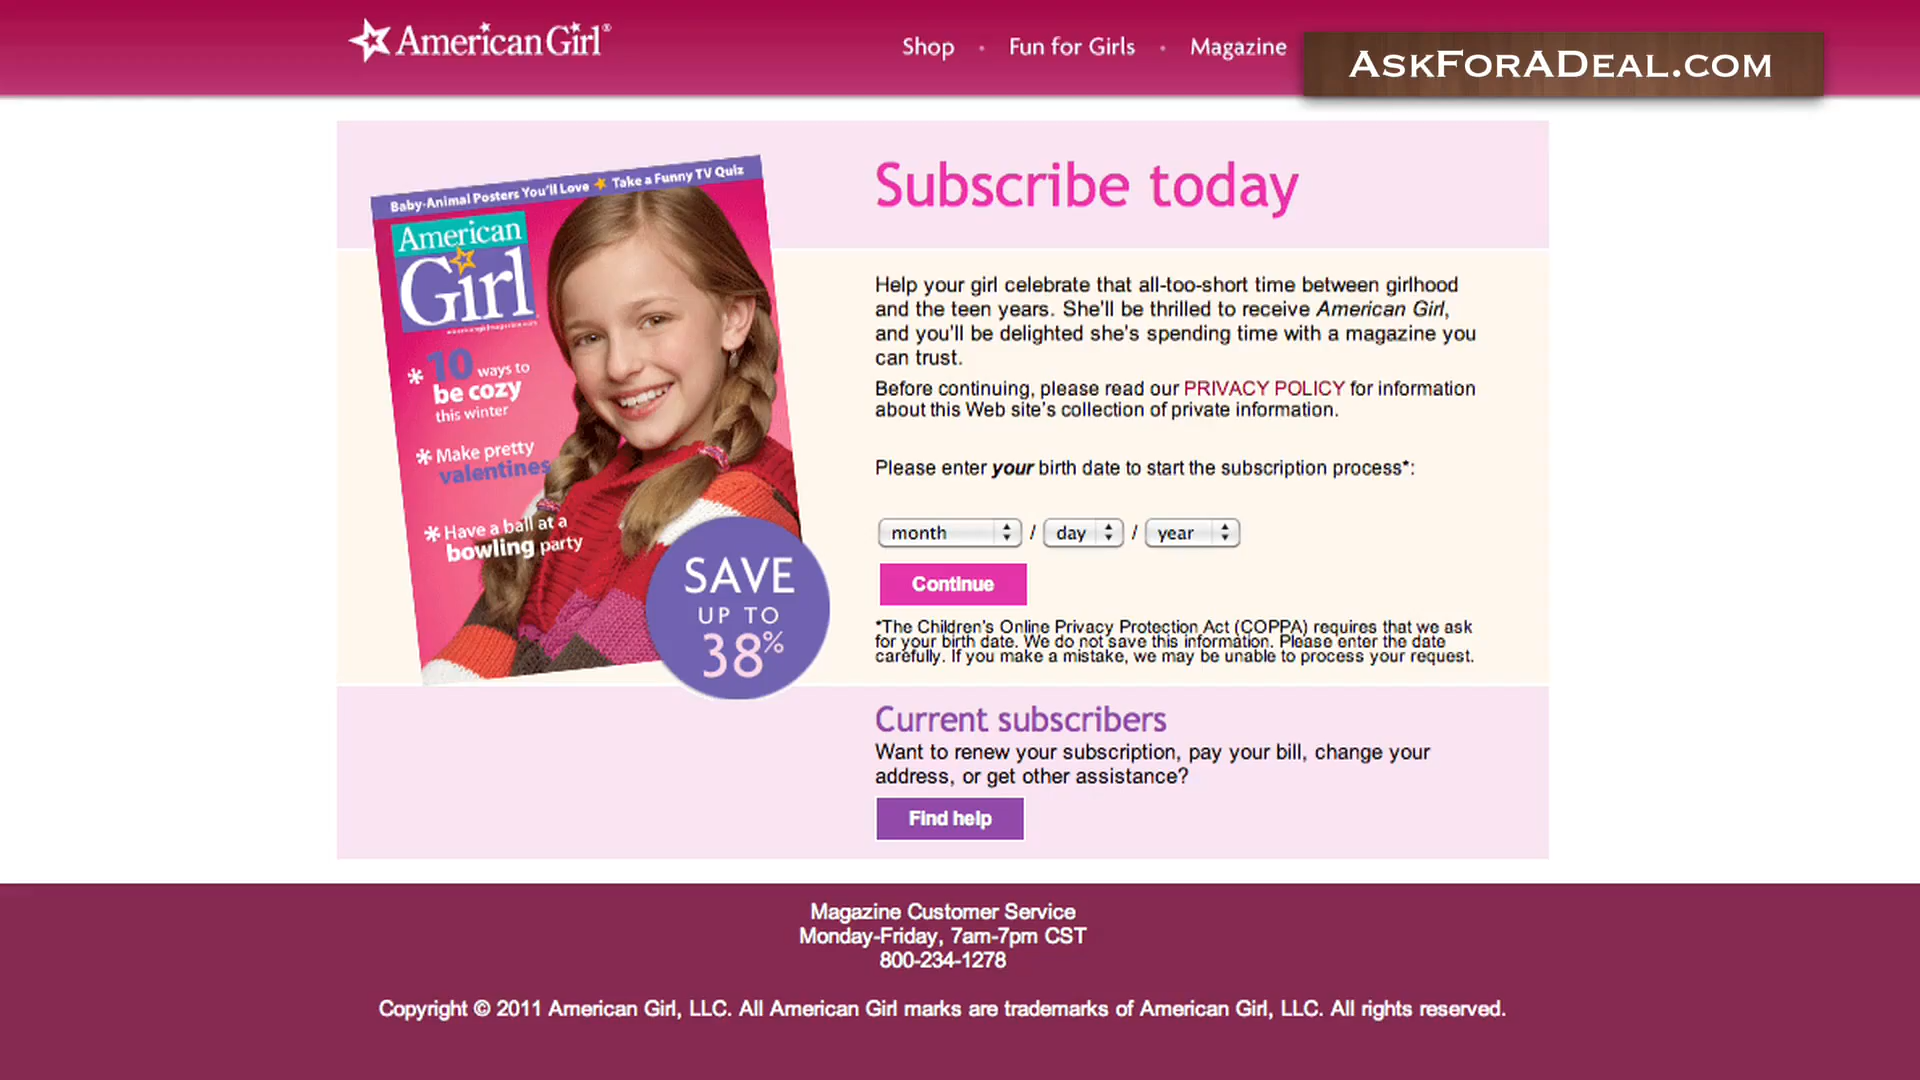 American Girl®
Shop • Fun for Girls • Magazine
ASKFORADEAL.COM
Baby-Animal Posters You'll Love ★ Take a Funny TV Quiz
American
Girl
* 10 ways to
be cozy
this winter
* Make pretty
valentines
* Have a ball at a
bowling party
SAVE
UP TO
38%
Subscribe today
Help your girl celebrate that all-too-short time between girlhood
and the teen years. She'll be thrilled to receive American Girl,
and you'll be delighted she's spending time with a magazine you
can trust.
Before continuing, please read our PRIVACY POLICY for information
about this Web site's collection of private information.
Please enter your birth date to start the subscription process*:
month / day / year
Continue
*The Children's Online Privacy Protection Act (COPPA) requires that we ask
for your birth date. We do not save this information. Please enter the date
carefully. If you make a mistake, we may be unable to process your request.
Current subscribers
Want to renew your subscription, pay your bill, change your
address, or get other assistance?
Find help
Magazine Customer Service
Monday-Friday, 7am-7pm CST
800-234-1278
Copyright © 2011 American Girl, LLC. All American Girl marks are trademarks of American Girl, LLC. All rights reserved.